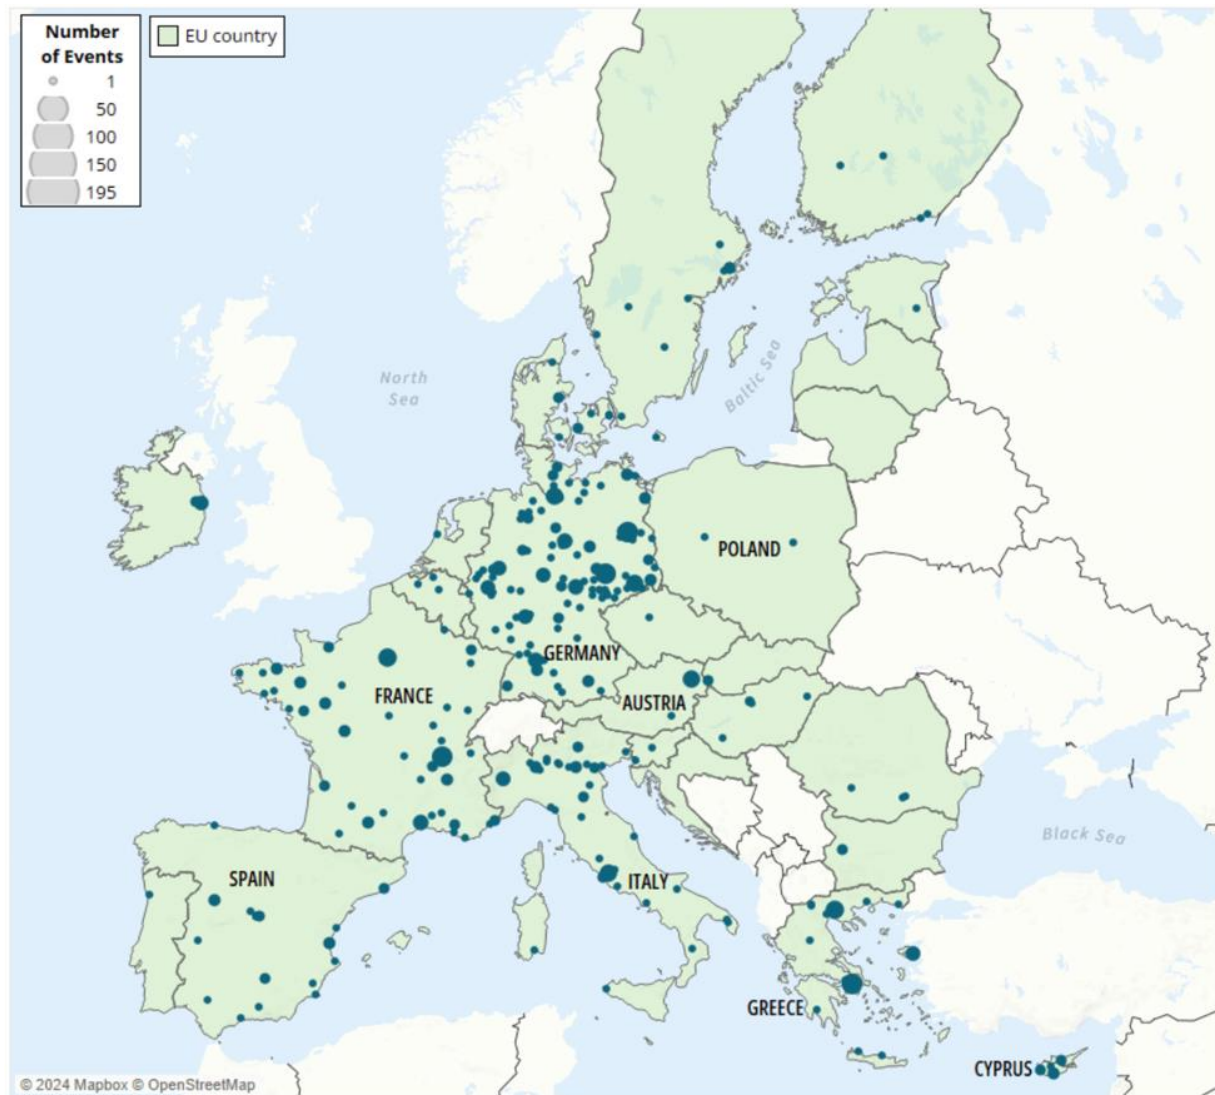 Number
of Events
1
50
100
150
195
EU country
North
Sea
Baltic Sea
POLAND
GERMANY
FRANCE
AUSTRIA
Black Sea
SPAIN
ITALY
GREECE
CYPRUS
© 2024 Mapbox © OpenStreetMap